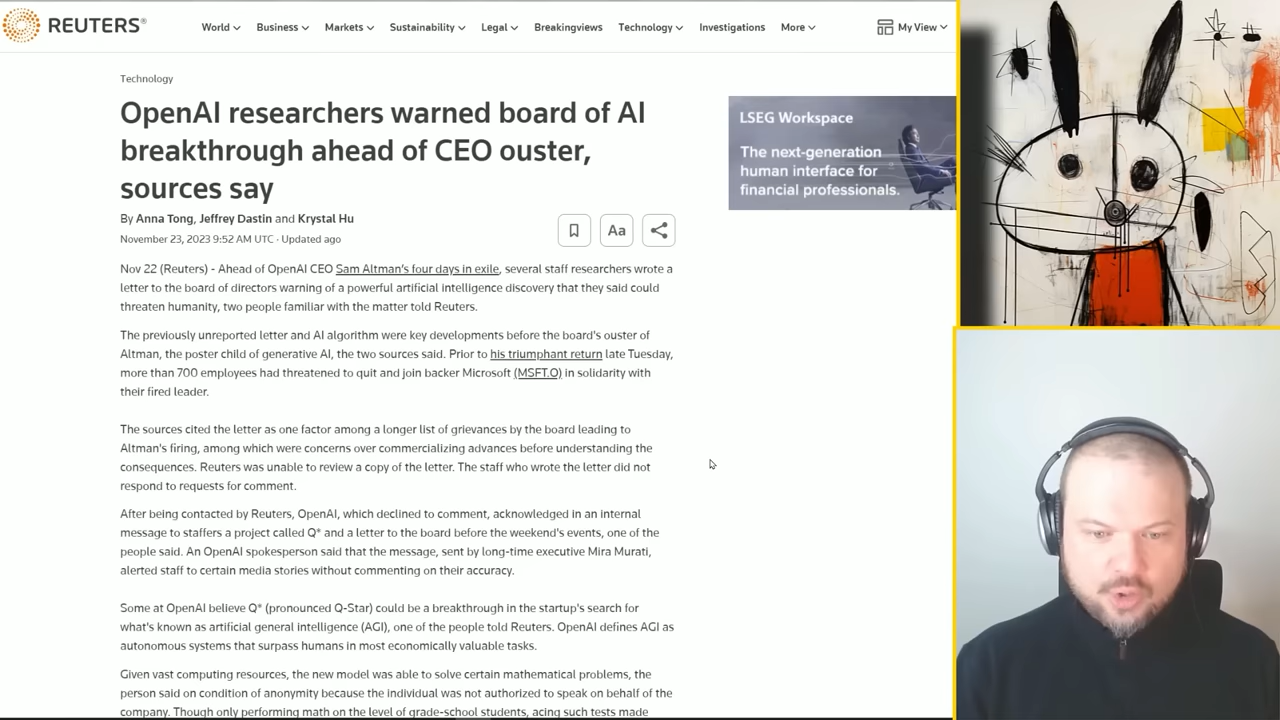 REUTERS®
World
Business
Markets
Sustainability
Legal
Breakingviews
Technology
Investigations
More
My View
Technology
OpenAI researchers warned board of AI
breakthrough ahead of CEO ouster,
sources say
By Anna Tong, Jeffrey Dastin and Krystal Hu
November 23, 2023 9:52 AM UTC · Updated ago
Aa
LSEG Workspace
The next-generation
human interface for
financial professionals.
Nov 22 (Reuters) - Ahead of OpenAI CEO Sam Altman's four days in exile, several staff researchers wrote a
letter to the board of directors warning of a powerful artificial intelligence discovery that they said could
threaten humanity, two people familiar with the matter told Reuters.
The previously unreported letter and AI algorithm were key developments before the board's ouster of
Altman, the poster child of generative AI, the two sources said. Prior to his triumphant return late Tuesday,
more than 700 employees had threatened to quit and join backer Microsoft (MSFT.O) in solidarity with
their fired leader.
The sources cited the letter as one factor among a longer list of grievances by the board leading to
Altman's firing, among which were concerns over commercializing advances before understanding the
consequences. Reuters was unable to review a copy of the letter. The staff who wrote the letter did not
respond to requests for comment.
After being contacted by Reuters, OpenAI, which declined to comment, acknowledged in an internal
message to staffers a project called Q* and a letter to the board before the weekend's events, one of the
people said. An OpenAI spokesperson said that the message, sent by long-time executive Mira Murati,
alerted staff to certain media stories without commenting on their accuracy.
Some at OpenAI believe Q* (pronounced Q-Star) could be a breakthrough in the startup's search for
what's known as artificial general intelligence (AGI), one of the people told Reuters. OpenAI defines AGI as
autonomous systems that surpass humans in most economically valuable tasks.
Given vast computing resources, the new model was able to solve certain mathematical problems, the
person said on condition of anonymity because the individual was not authorized to speak on behalf of the
company. Though only performing math on the level of grade-school students, acing such tests made